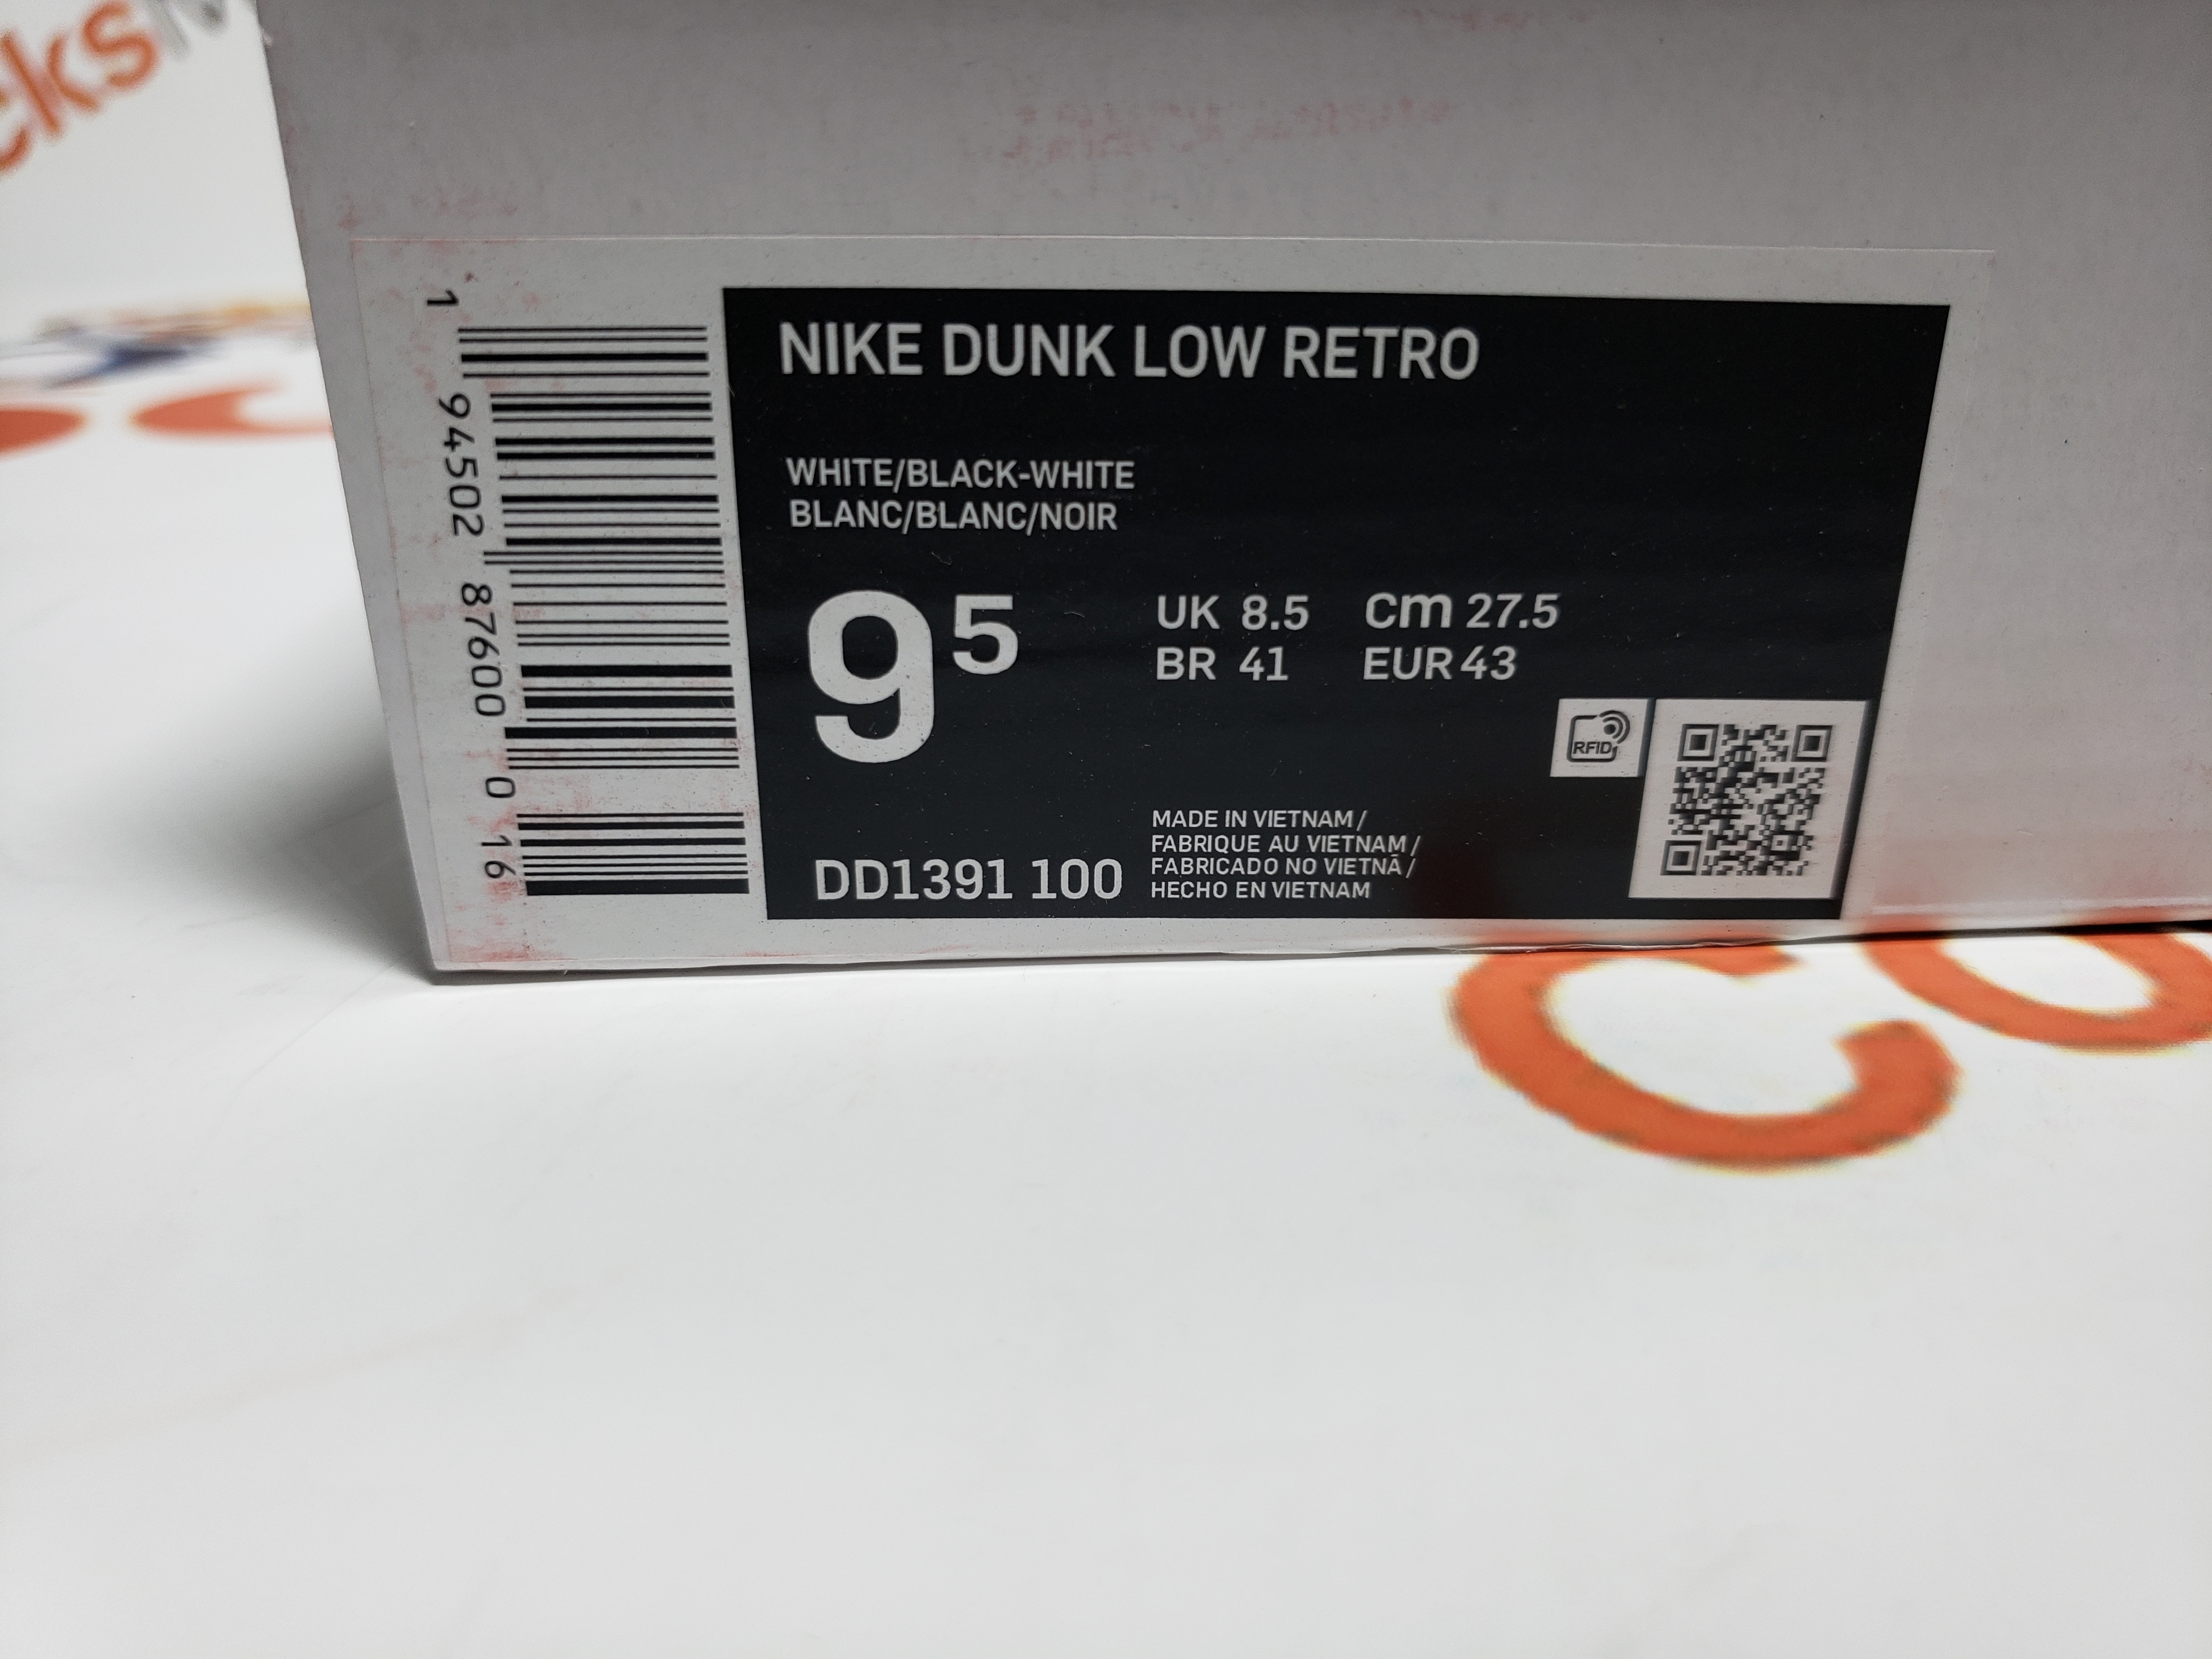 cks
NIKE DUNK LOW RETRO
WHITE/BLACK-WHITE
BLANC/BLANC/NOIR
9 5
UK 8.5 Cm 27.5
BR 41 EUR 43
RFID
MADE IN VIETNAM /
FABRIQUE AU VIETNAM /
FABRICADO NO VIETNÃ /
HECHO EN VIETNAM
DD1391 100
1 94502 87600 0 16
Co